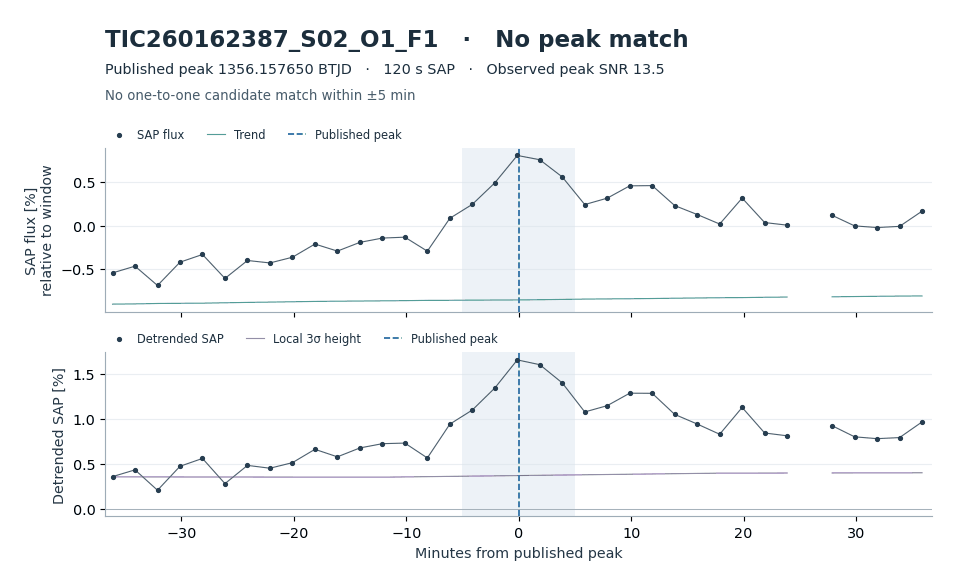 TIC260162387_S02_O1_F1 · No peak match
Published peak 1356.157650 BTJD · 120 s SAP · Observed peak SNR 13.5
No one-to-one candidate match within ±5 min
SAP flux Trend Published peak
SAP flux [%]
relative to window
0.5
0.0
−0.5
Detrended SAP Local 3σ height Published peak
Detrended SAP [%]
1.5
1.0
0.5
0.0
−30 −20 −10 0 10 20 30
Minutes from published peak